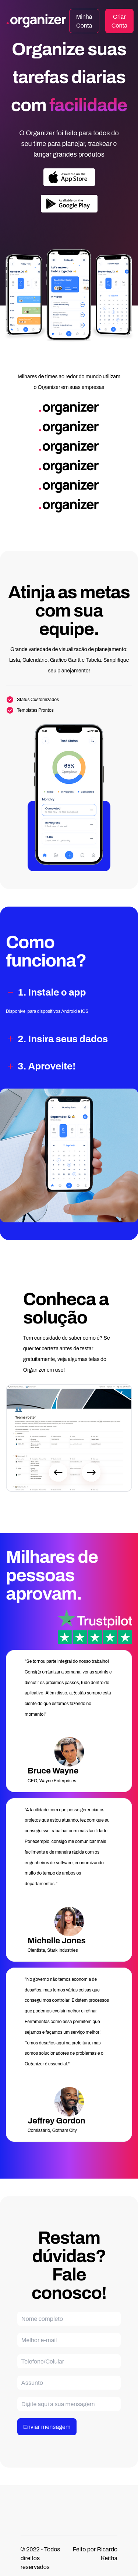 .organizer
Minha
Conta
Criar
Conta
Organize suas
tarefas diarias
com facilidade
O Organizer foi feito para todos do
seu time para planejar, trackear e
lançar grandes produtos
Available on the
App Store
GET IT ON
Google Play
Milhares de times ao redor do mundo utilizam
o Organizer em suas empresas
.organizer
.organizer
.organizer
.organizer
.organizer
.organizer
Atinja as metas
com sua
equipe.
Grande variedade de visualizacão de planejamento:
Lista, Calendário, Gráfico Gantt e Tabela. Simplifique
seu planejamento!
Status Customizados
Templates Prontos
Task Status
65%
Monthly
Completed
In Progress
Como
funciona?
− 1. Instale o app
Disponível para dispositivos Android e iOS
+ 2. Insira seus dados
+ 3. Aproveite!
Conheça a
solução
Tem curiosidade de saber como é? Se
quer ter certeza antes de testar
gratuitamente, veja algumas telas do
Organizer em uso!
Teams roster
Milhares de
pessoas
aprovam.
Trustpilot
"Se tornou parte integral do nosso trabalho!
Consigo organizar a semana, ver as sprints e
discutir os próximos passos, tudo dentro do
aplicativo. Além disso, a galera sempre está
ciente do que estamos fazendo no
momento!"
Bruce Wayne
CEO, Wayne Enterprises
"A facilidade com que posso gerenciar os
projetos que estou atuando, fez com que eu
conseguisse trabalhar com mais facilidade.
Por exemplo, consigo me comunicar mais
facilmente e de maneira rápida com os
engenheiros de software, economizando
muito do tempo de ambos os
departamentos."
Michelle Jones
Cientista, Stark Industries
"No governo não temos economia de
desafios, mas temos várias coisas que
conseguimos controlar! Existem processos
que podemos evoluir melhor e refinar.
Ferramentas como essa permitem que
sejamos e façamos um serviço melhor!
Temos desafios aqui na prefeitura, mas
somos solucionadores de problemas e o
Organizer é essencial."
Jeffrey Gordon
Comissário, Gotham City
Restam
dúvidas?
Fale
conosco!
Nome completo
Melhor e-mail
Telefone/Celular
Assunto
Digite aqui a sua mensagem
Enviar mensagem
© 2022 - Todos
direitos
reservados
Feito por Ricardo
Keitha